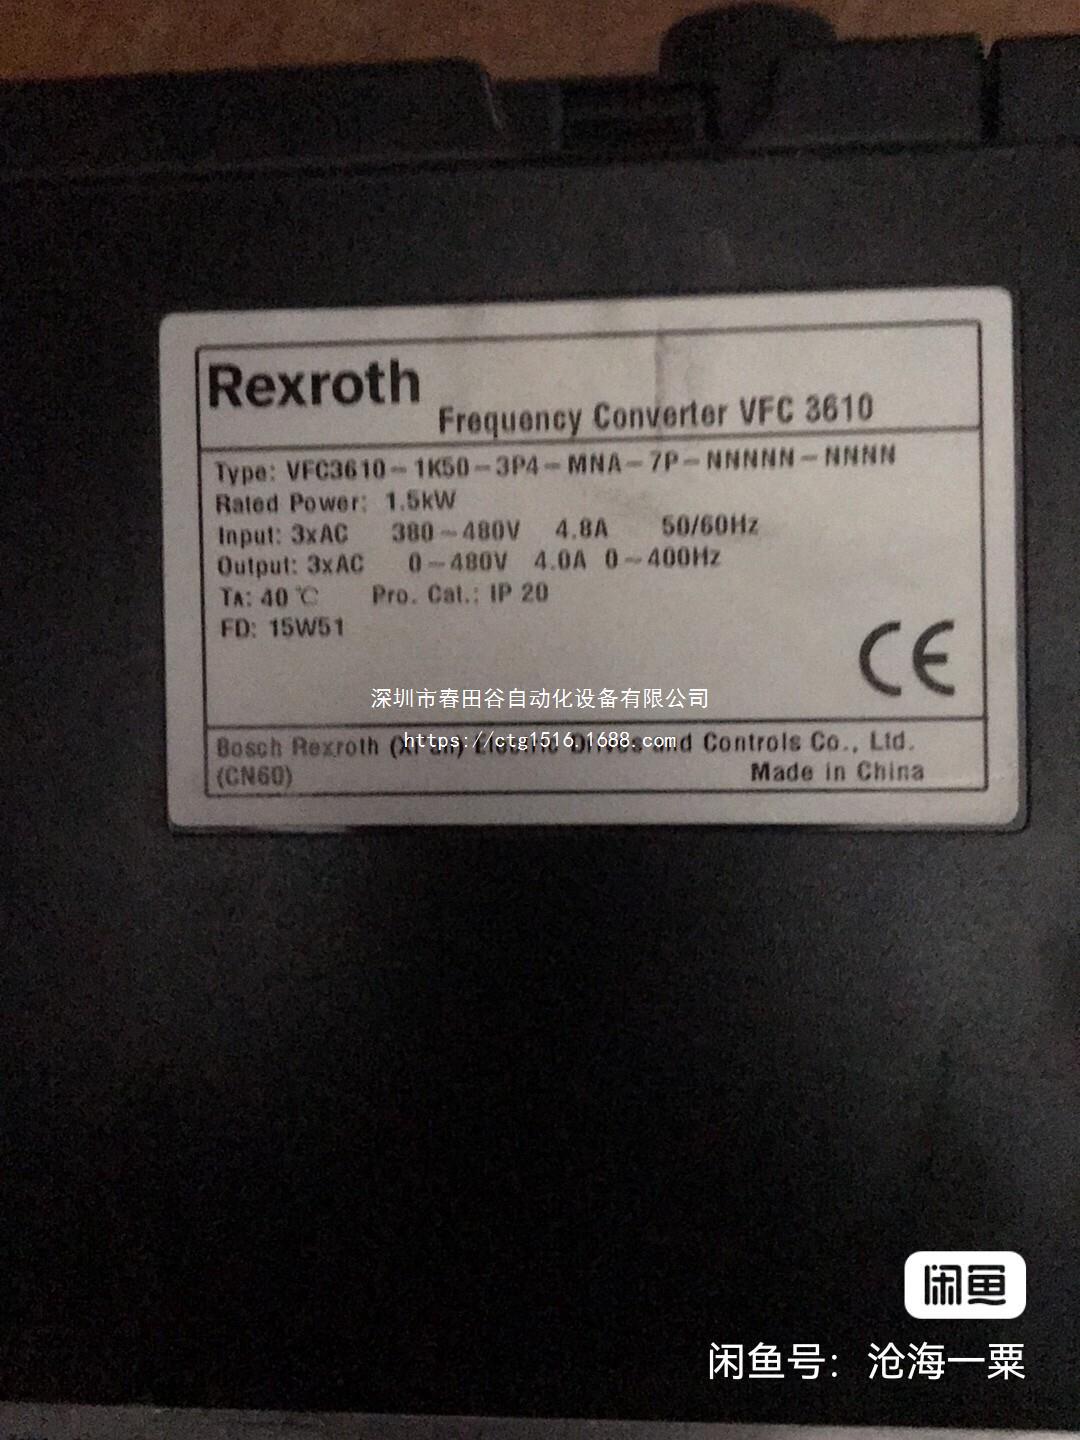 Rexroth
Frequency Converter VFC 3610
Type: VFC3610-1K50-3P4-MNA-7P-NNNNN-NNNN
Rated Power: 1.5kW
Input: 3xAC 380-480V 4.8A 50/60Hz
Output: 3xAC 0-480V 4.0A 0-400Hz
TA: 40 ℃ Pro. Cat.: IP 20
FD: 15W51
CE
深圳市春田谷自动化设备有限公司
https://ctg1516.1688.com
Bosch Rexroth Controls Co., Ltd.
(CN60) Made in China
闲鱼
闲鱼号：沧海一粟